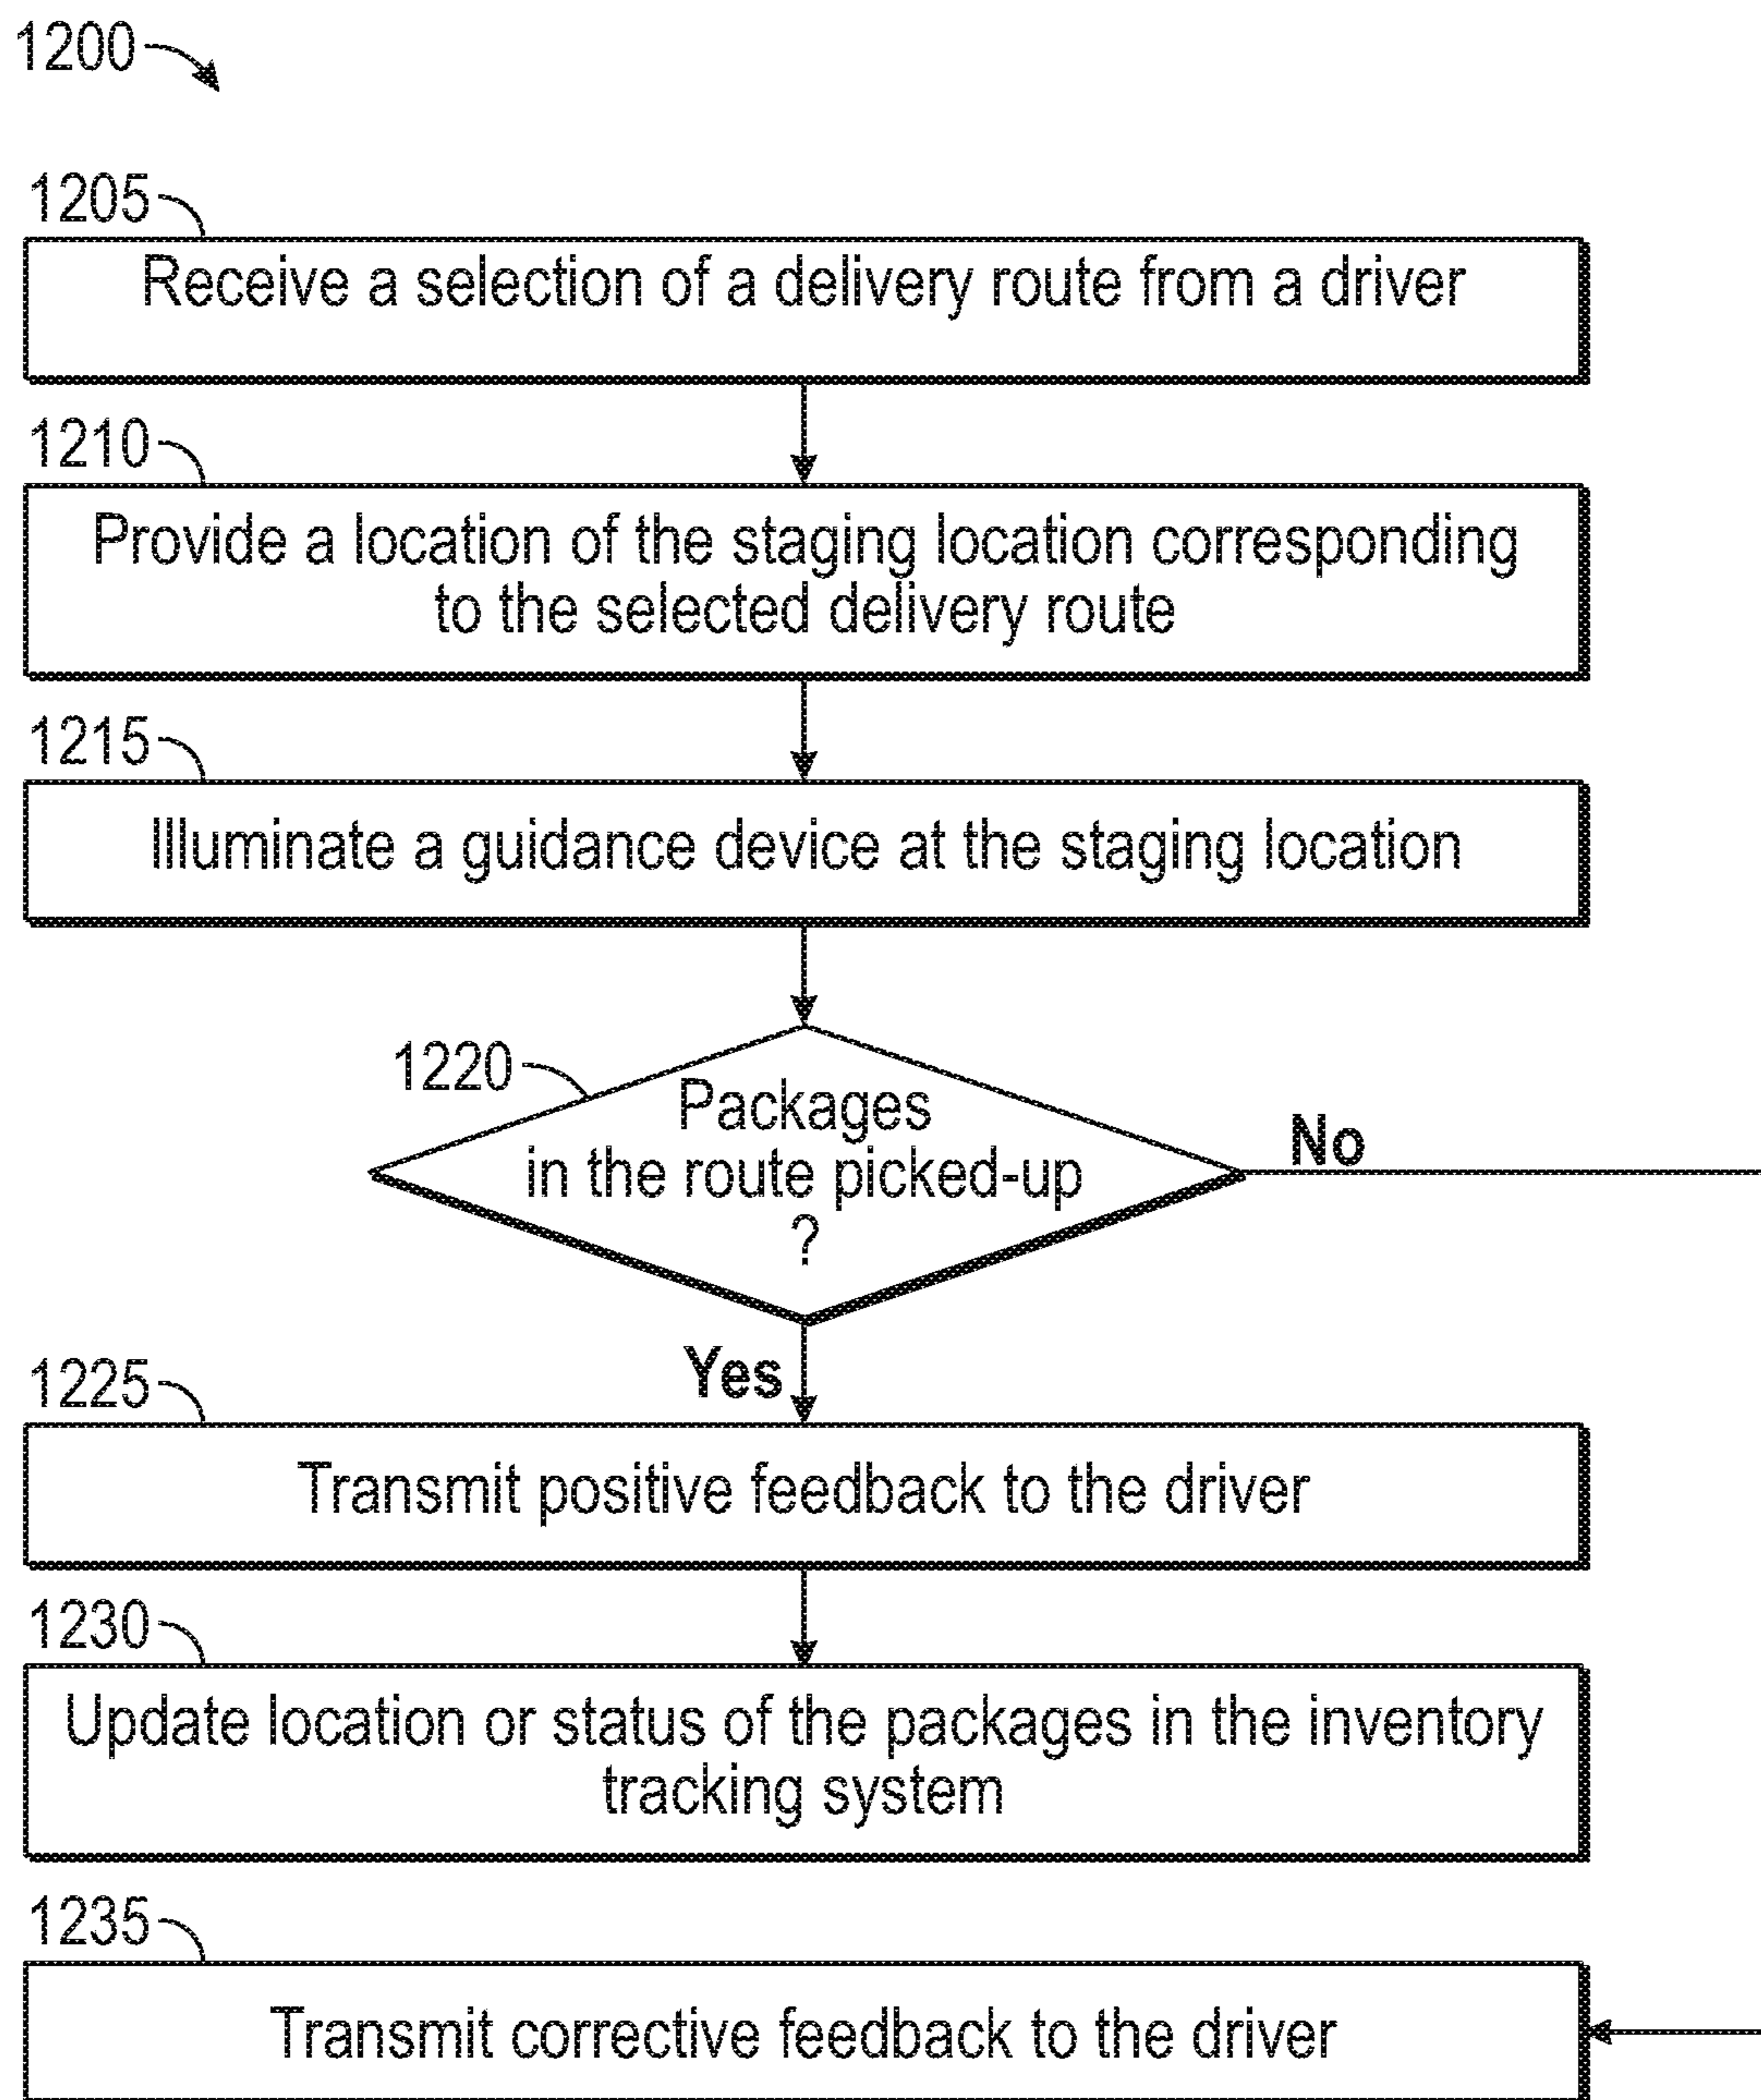 1200
1205
Receive a selection of a delivery route from a driver
1210
Provide a location of the staging location corresponding
to the selected delivery route
1215
Illuminate a guidance device at the staging location
1220
Packages
in the route picked-up
?
No
Yes
1225
Transmit positive feedback to the driver
1230
Update location or status of the packages in the inventory
tracking system
1235
Transmit corrective feedback to the driver